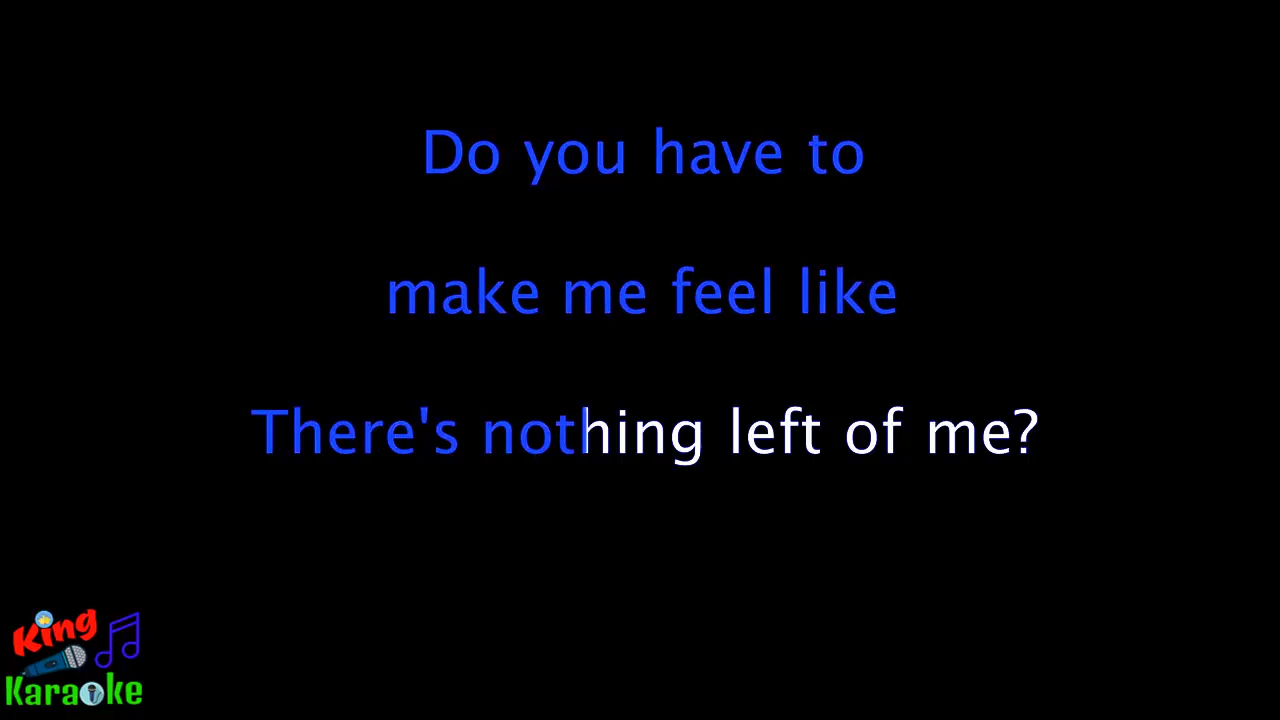 Do you have to
make me feel like
There's nothing left of me?
King
Karaoke